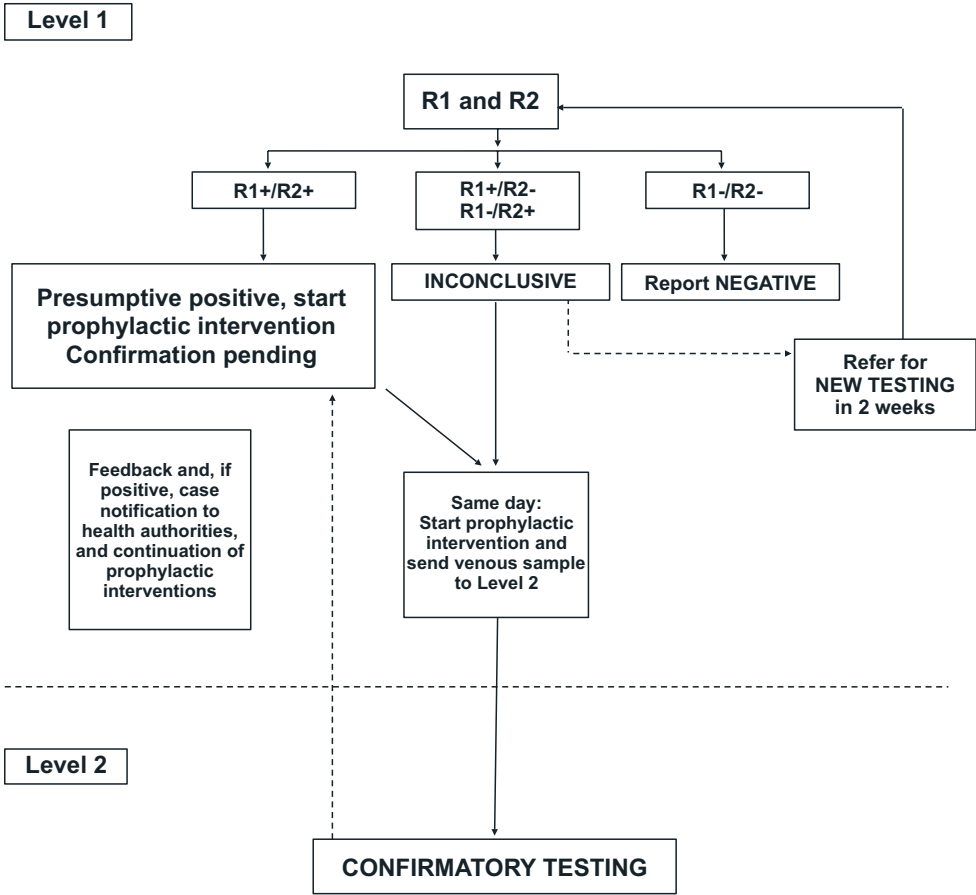 Level 1
R1 and R2
R1+/R2+
R1+/R2-
R1-/R2+
R1-/R2-
Presumptive positive, start
prophylactic intervention
Confirmation pending
INCONCLUSIVE
Report NEGATIVE
Refer for
NEW TESTING
in 2 weeks
Feedback and, if
positive, case
notification to
health authorities,
and continuation of
prophylactic
interventions
Same day:
Start prophylactic
intervention and
send venous sample
to Level 2
Level 2
CONFIRMATORY TESTING